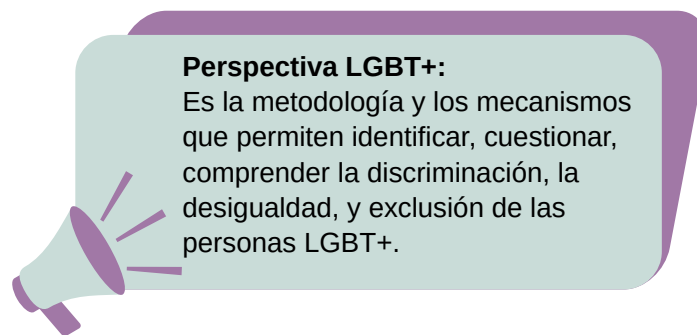 Perspectiva LGBT+:
Es la metodología y los mecanismos
que permiten identificar, cuestionar,
comprender la discriminación, la
desigualdad, y exclusión de las
personas LGBT+.